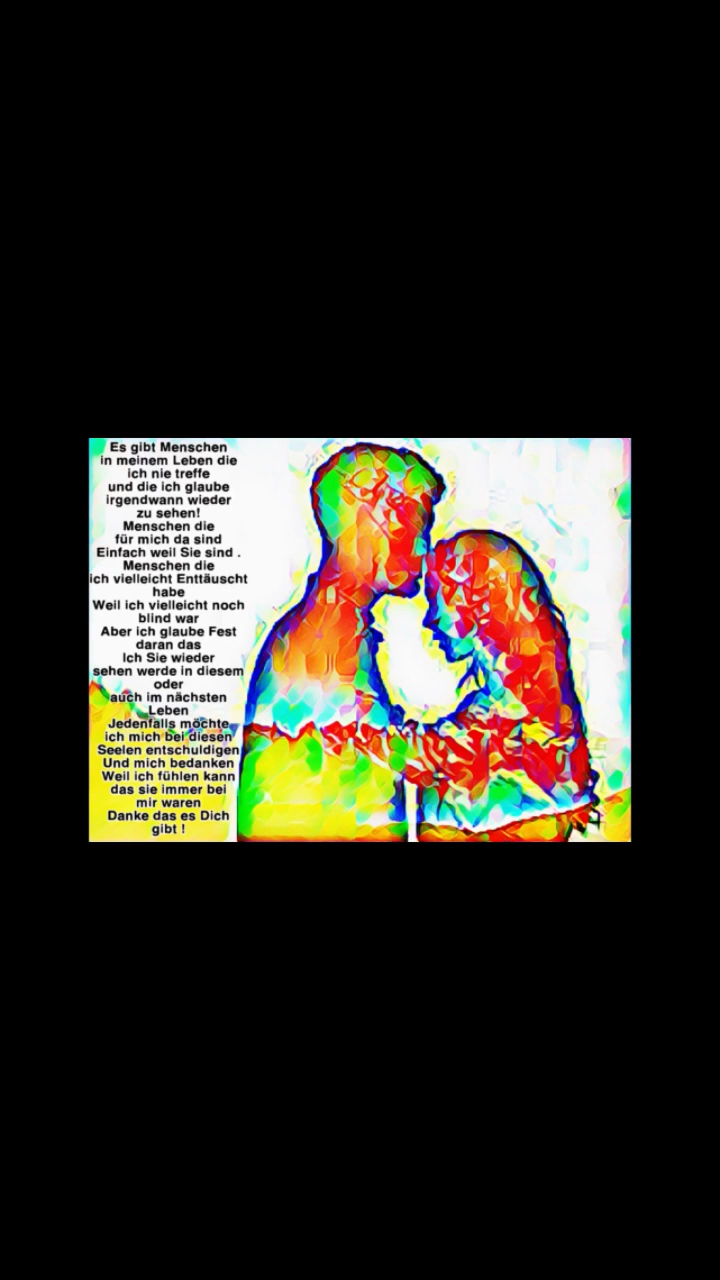 Es gibt Menschen
in meinem Leben die
ich nie treffe
und die ich glaube
irgendwann wieder
zu sehen!
Menschen die
für mich da sind
Einfach weil Sie sind .
Menschen die
ich vielleicht Enttäuscht
habe
Weil ich vielleicht noch
blind war
Aber ich glaube Fest
daran das
Ich Sie wieder
sehen werde in diesem
oder
auch im nächsten
Leben
Jedenfalls möchte
ich mich bei diesen
Seelen entschuldigen
Und mich bedanken
Weil ich fühlen kann
das sie immer bei
mir waren
Danke das es Dich
gibt !